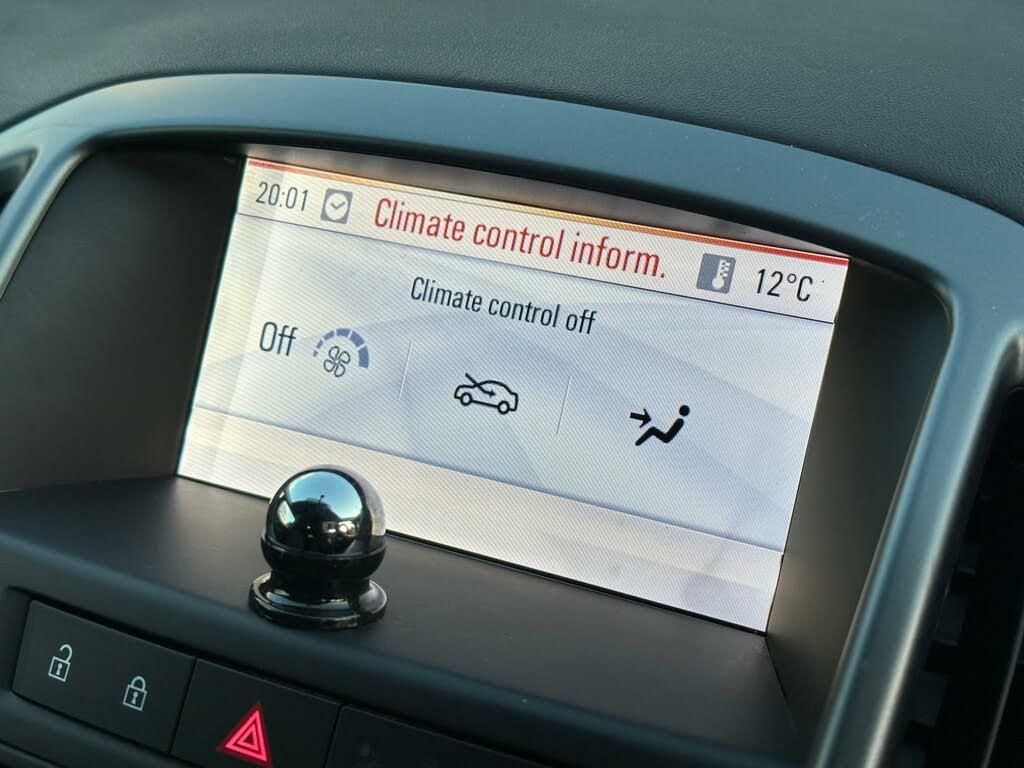 20:01 Climate control inform. 12°C
Climate control off
Off